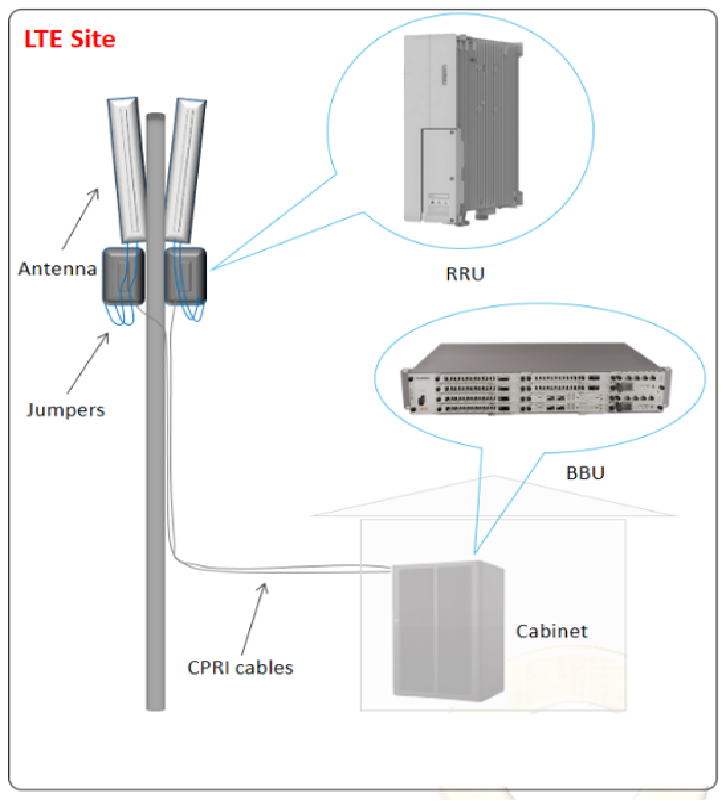 LTE Site
Antenna
RRU
Jumpers
BBU
Cabinet
CPRI cables